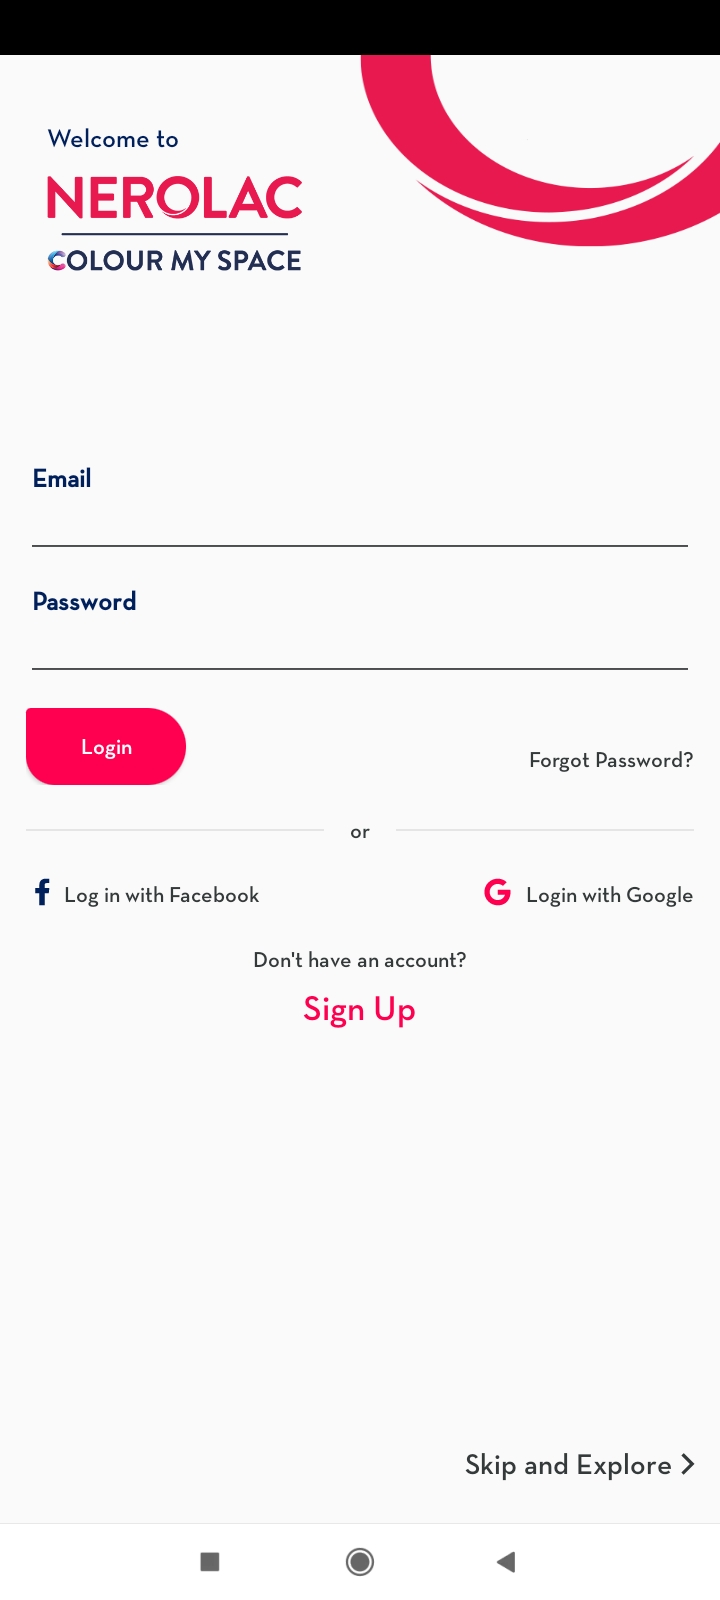 Welcome to
NEROLAC
COLOUR MY SPACE
Email
Password
Login
Forgot Password?
or
Log in with Facebook
Login with Google
Don't have an account?
Sign Up
Skip and Explore